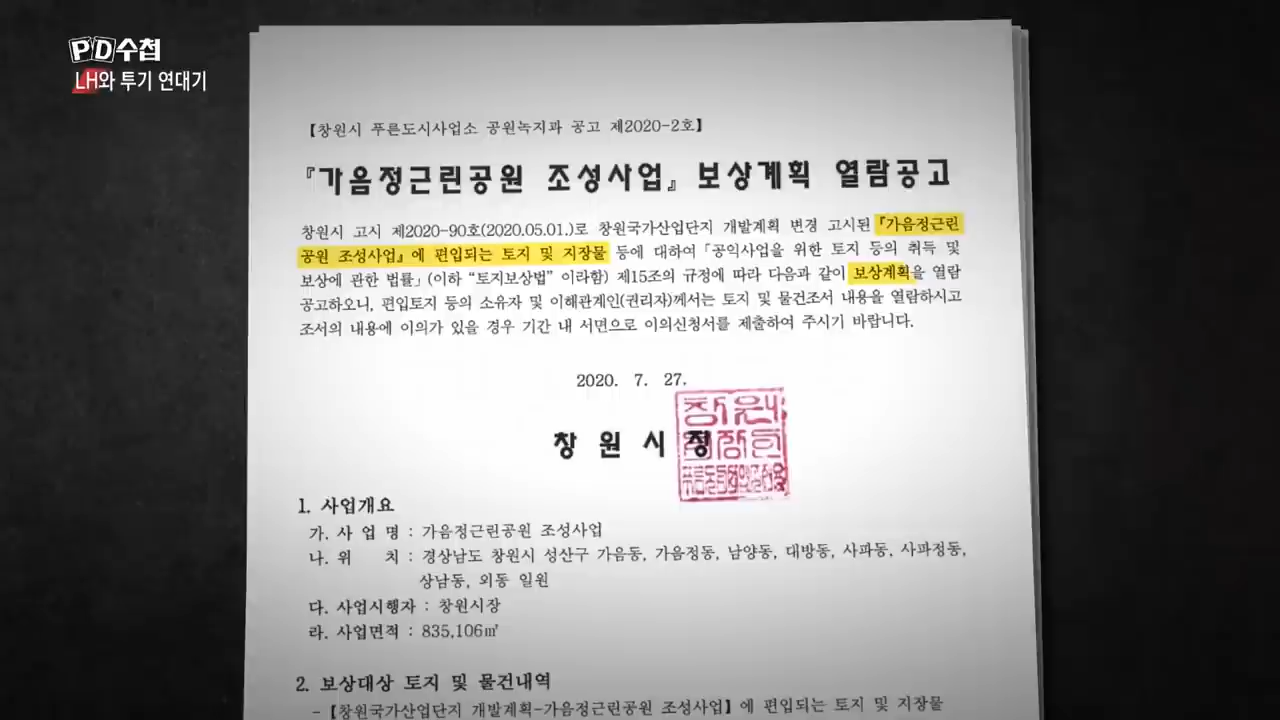 PD수첩
LH와 투기 연대기
【창원시 푸른도시사업소 공원녹지과 공고 제2020-2호】
『가음정근린공원 조성사업』 보상계획 열람공고
창원시 고시 제2020-90호(2020.05.01.)로 창원국가산업단지 개발계획 변경 고시된 『가음정근린
공원 조성사업』에 편입되는 토지 및 지장물 등에 대하여 「공익사업을 위한 토지 등의 취득 및
보상에 관한 법률」(이하 “토지보상법” 이라함) 제15조의 규정에 따라 다음과 같이 보상계획을 열람
공고하오니, 편입토지 등의 소유자 및 이해관계인(권리자)께서는 토지 및 물건조서 내용을 열람하시고
조서의 내용에 이의가 있을 경우 기간 내 서면으로 이의신청서를 제출하여 주시기 바랍니다.
2020. 7. 27.
창 원 시 장
1. 사업개요
가. 사 업 명 : 가음정근린공원 조성사업
나. 위 치 : 경상남도 창원시 성산구 가음동, 가음정동, 남양동, 대방동, 사파동, 사파정동,
상남동, 외동 일원
다. 사업시행자 : 창원시장
라. 사업면적 : 835,106㎡
2. 보상대상 토지 및 물건내역
- 【창원국가산업단지 개발계획-가음정근린공원 조성사업】에 편입되는 토지 및 지장물